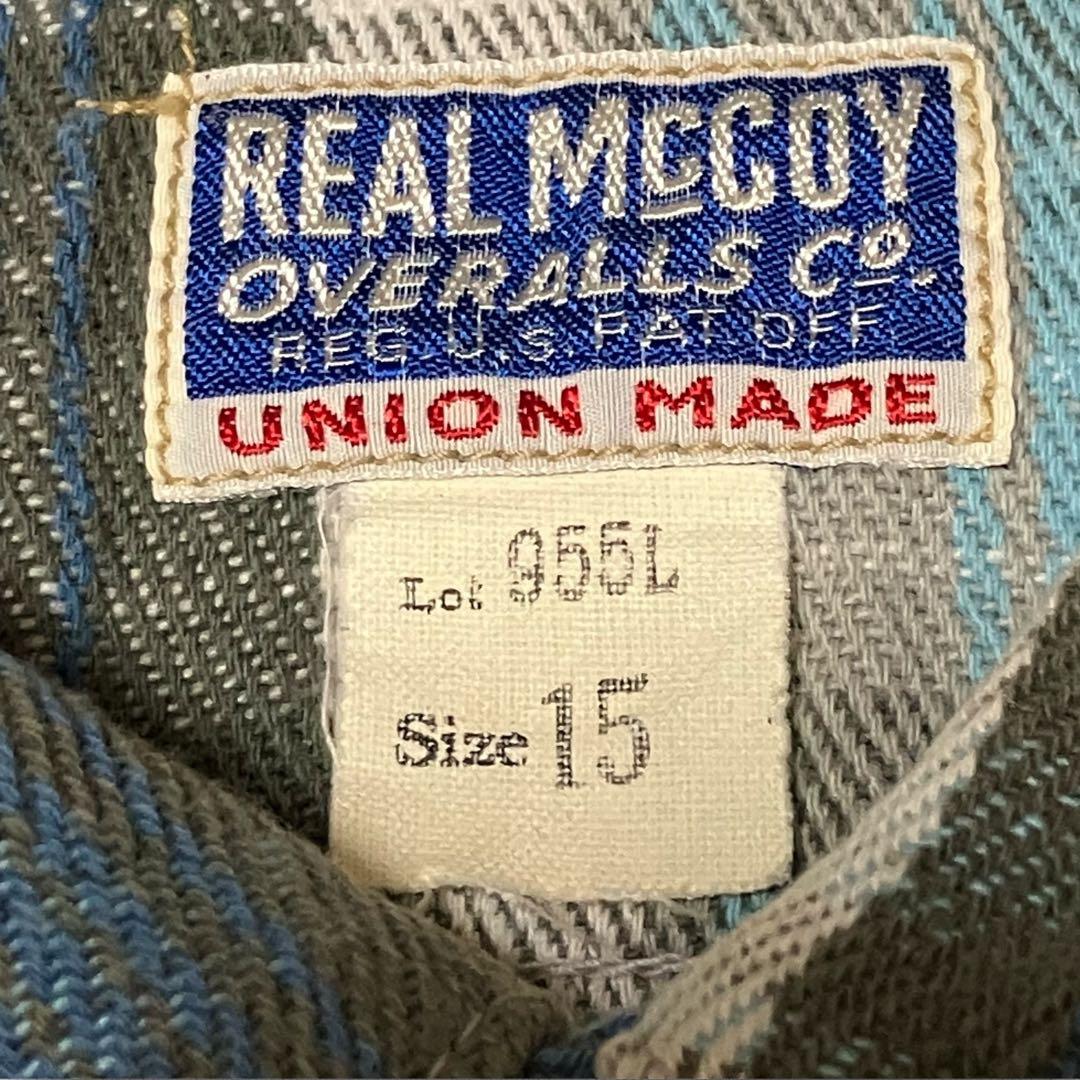 REAL McCOY
OVERALLS Co.
REG. U.S. PAT OFF
UNION MADE
Lot 955L
Size 15